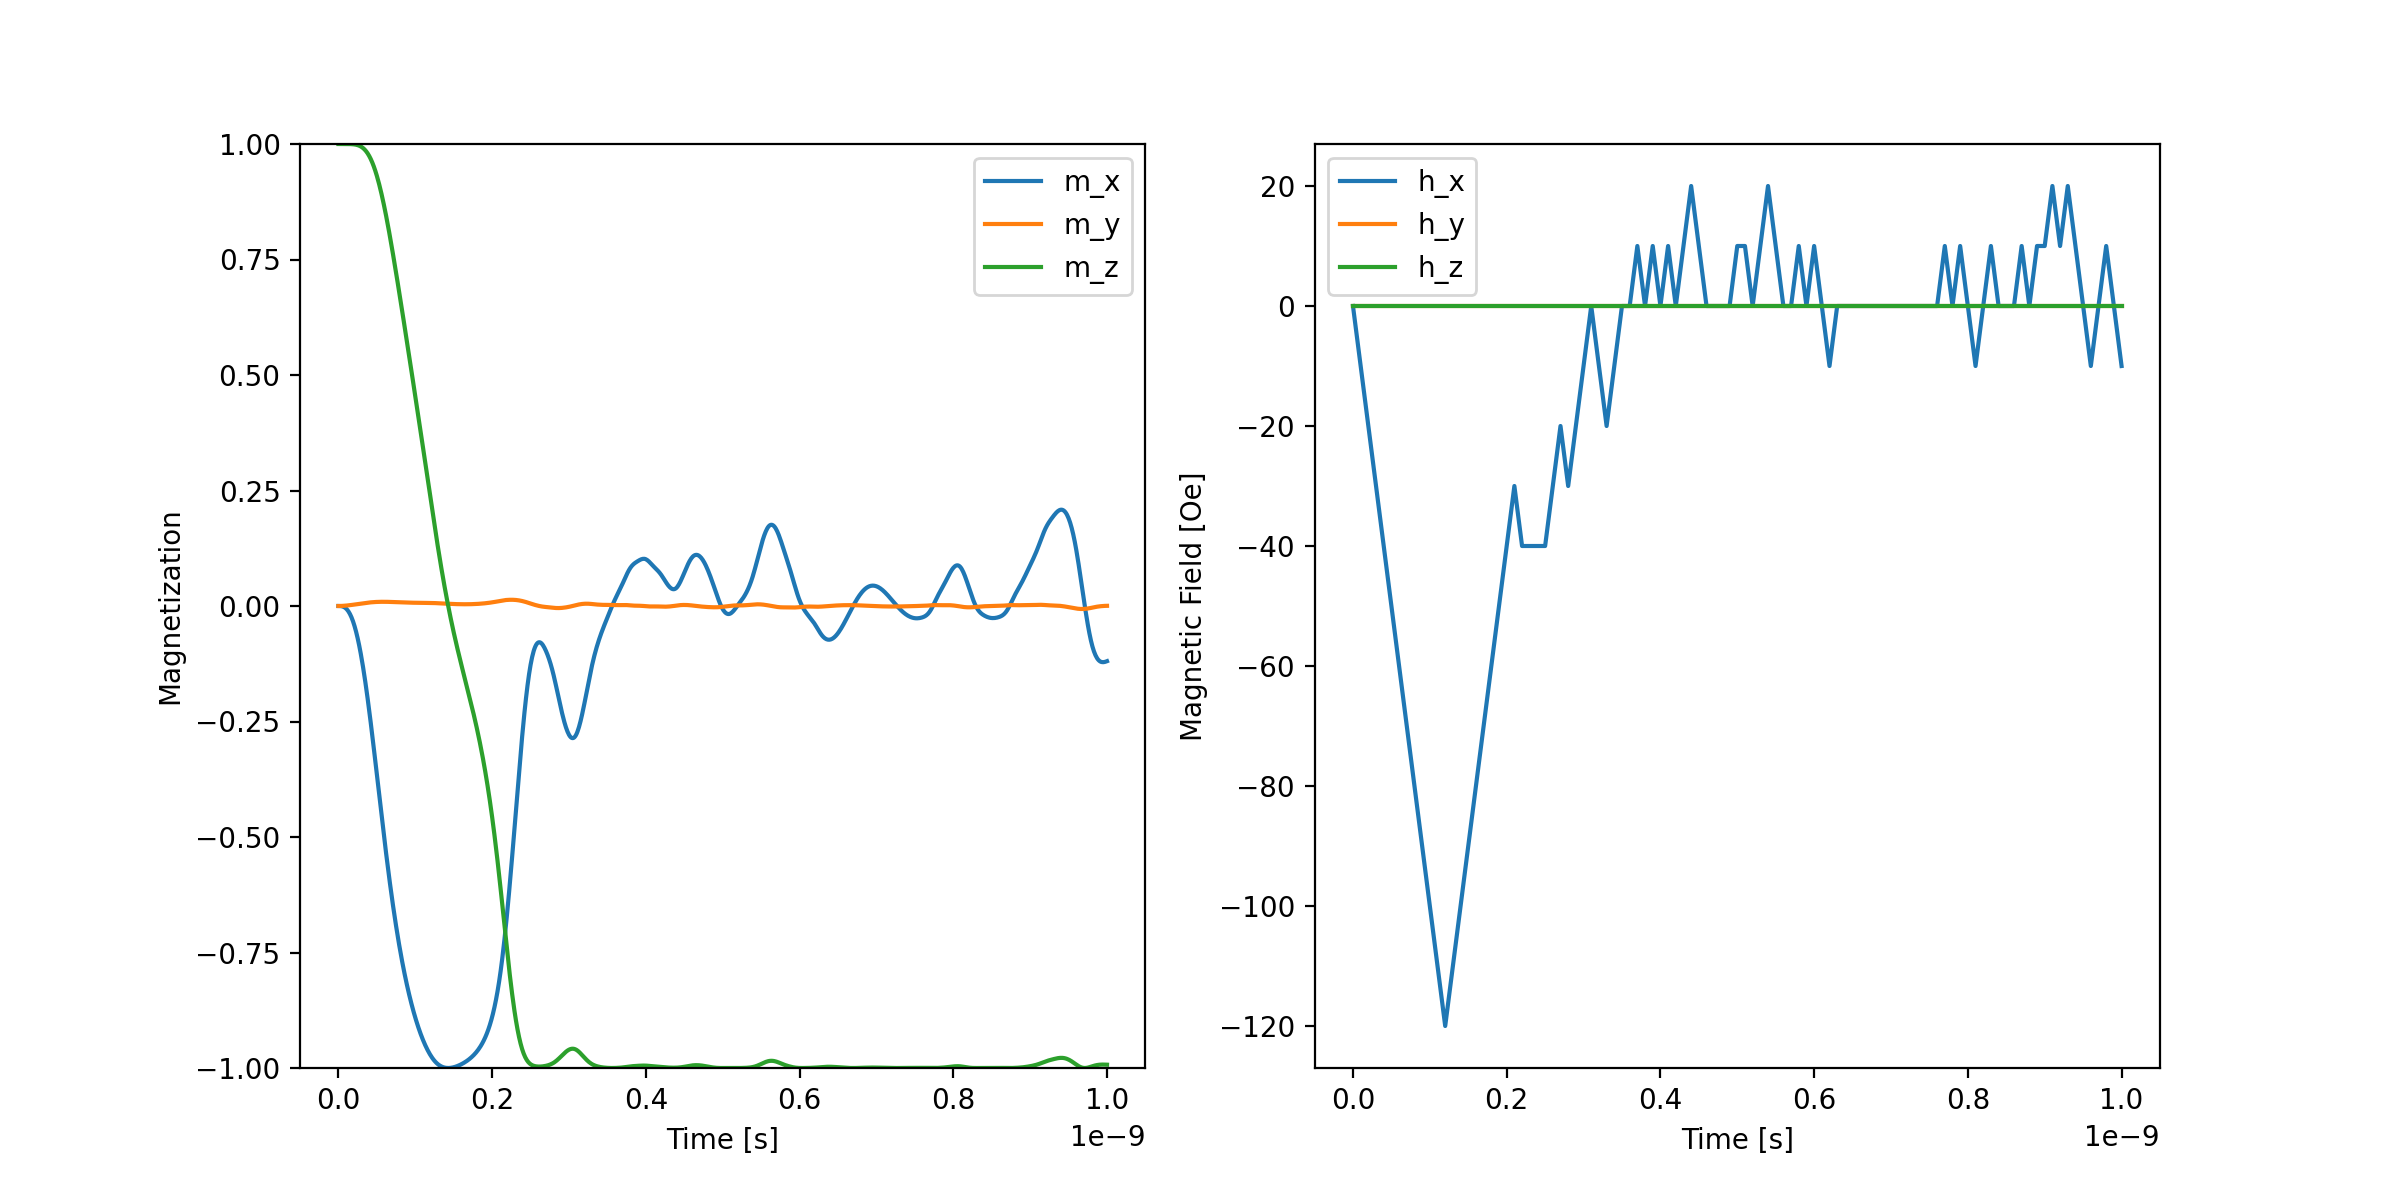 1.00
0.75
0.50
0.25
0.00
−0.25
−0.50
−0.75
−1.00
Magnetization
m_x
m_y
m_z
0.0 0.2 0.4 0.6 0.8 1.0
Time [s]
1e−9
20
0
−20
−40
−60
−80
−100
−120
Magnetic Field [Oe]
h_x
h_y
h_z
0.0 0.2 0.4 0.6 0.8 1.0
Time [s]
1e−9